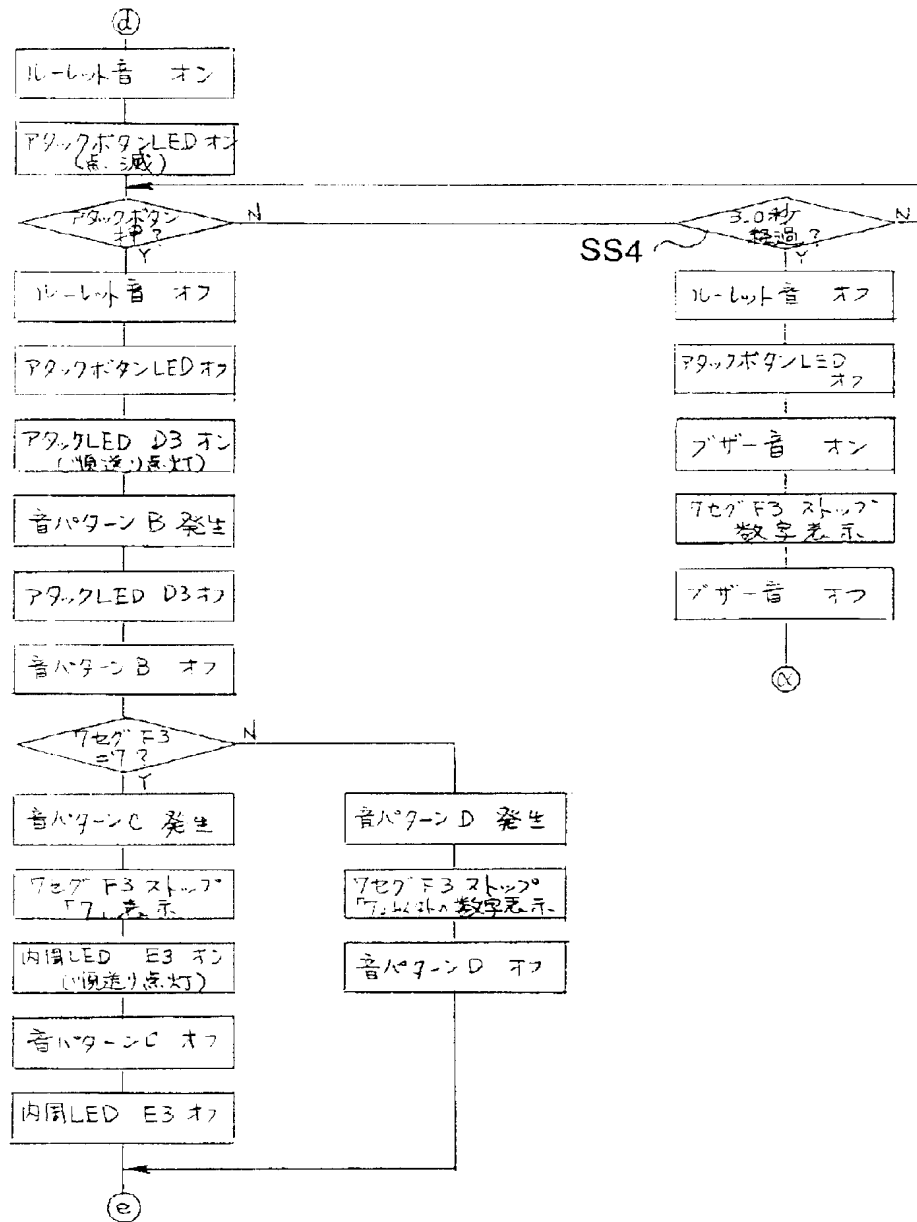 d
ルーレット音 オン
アタックボタンLED オン
(点・滅)
アタックボタン
押?
N
Y
ルーレット音 オフ
アタックボタンLED オフ
アタックLED D3 オン
(順送り点灯)
音パターン B 発生
アタックLED D3 オフ
音パターン B オフ
7セグ F3
=7?
N
Y
音パターン C 発生
7セグ F3 ストップ
「7」表示
内周LED E3 オン
(順送り点灯)
音パターン C オフ
内周LED E3 オフ
e
音パターン D 発生
7セグ F3 ストップ
「7」以外の数字表示
音パターン D オフ
SS4
3.0秒
経過?
N
Y
ルーレット音 オフ
アタックボタンLED
オフ
ブザー音 オン
7セグ F3 ストップ
数字表示
ブザー音 オフ
α